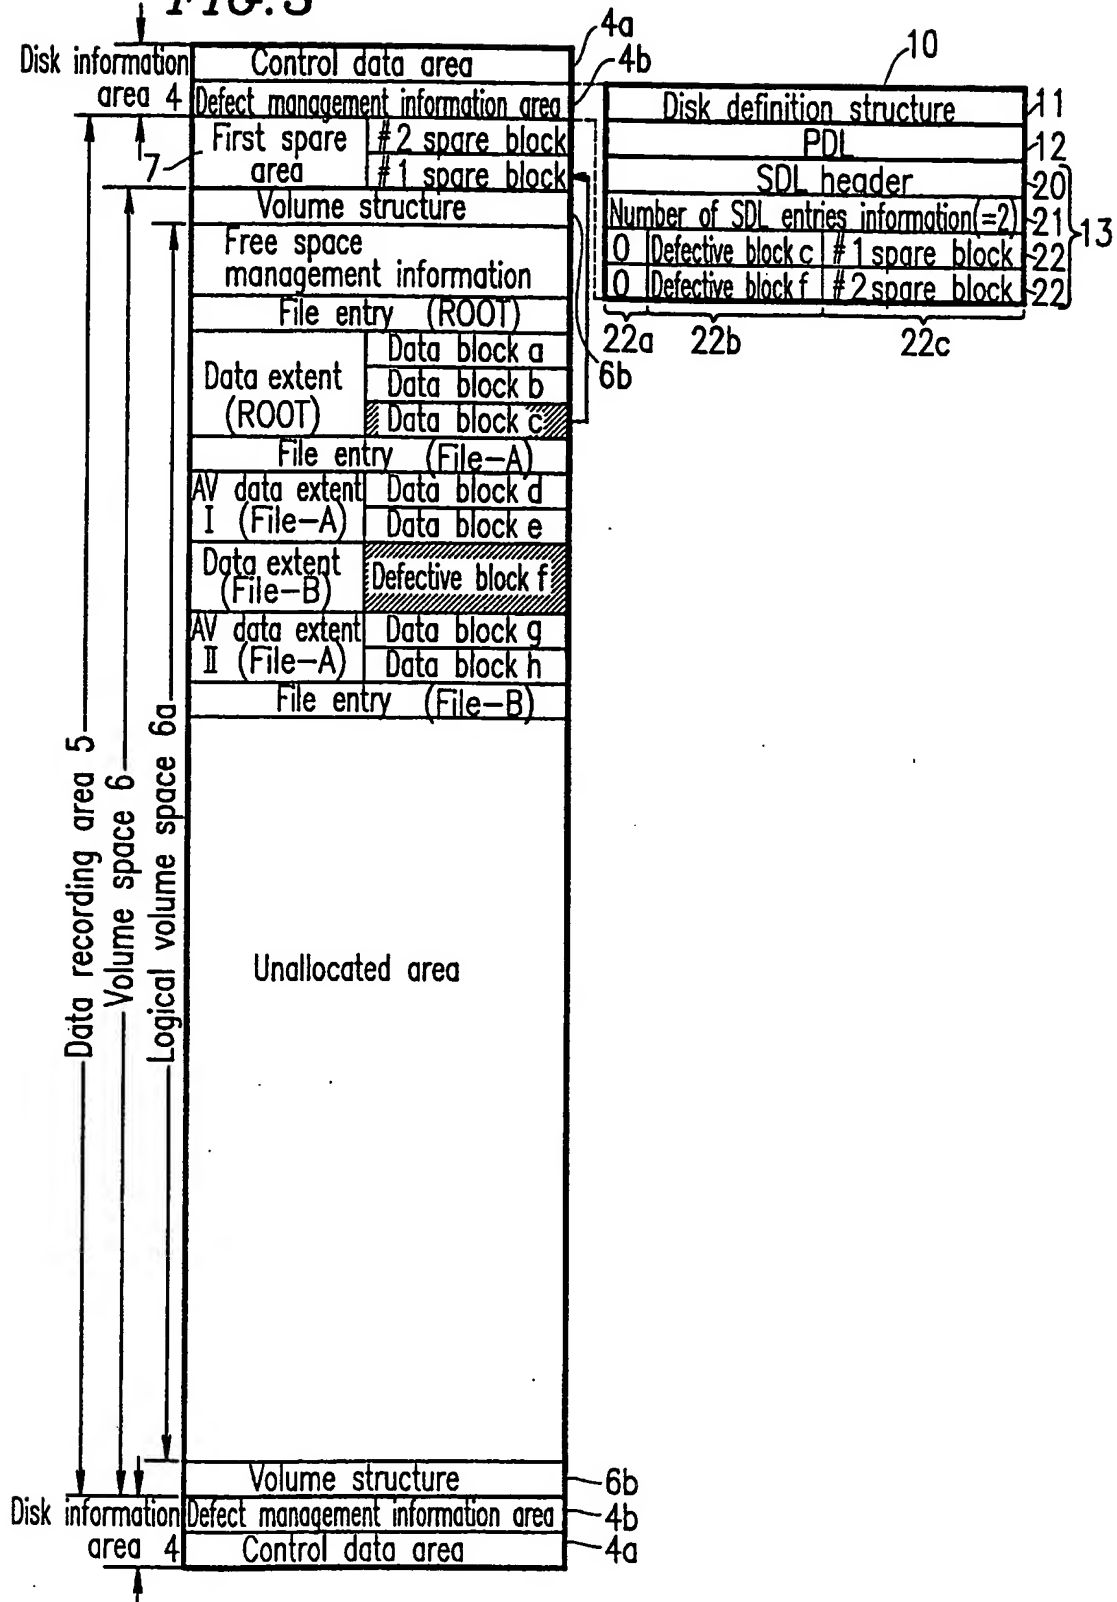 FIG. 3
Disk information area 4
Control data area
4a
Defect management information area
4b
7
First spare area
# 2 spare block
# 1 spare block
Volume structure
Free space management information
File entry (ROOT)
Data extent (ROOT)
Data block a
Data block b
Data block c
6b
File entry (File-A)
AV data extent I (File-A)
Data block d
Data block e
Data extent (File-B)
Defective block f
AV data extent II (File-A)
Data block g
Data block h
File entry (File-B)
Unallocated area
Data recording area 5
Volume space 6
Logical volume space 6a
Volume structure
6b
Disk information area 4
Defect management information area
4b
Control data area
4a
10
Disk definition structure
11
PDL
12
SDL header
20
Number of SDL entries information(=2)
21
0 Defective block c # 1 spare block
22
0 Defective block f # 2 spare block
22
13
22a 22b 22c